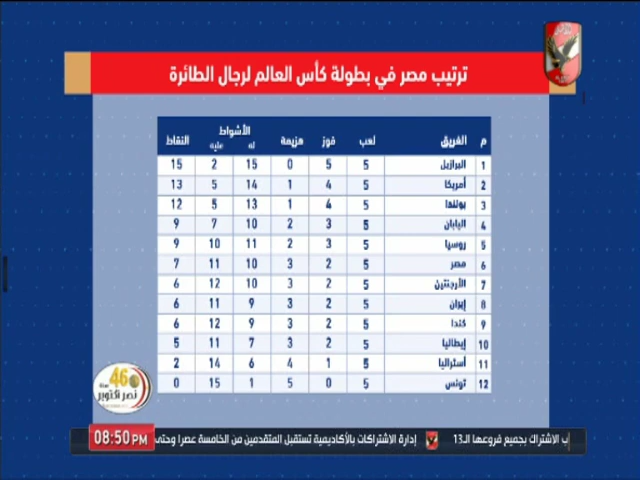 ترتيب مصر في بطولة كأس العالم لرجال الطائرة
م الفريق لعب فوز هزيمة الأشواط له عليه النقاط
1 البرازيل 5 5 0 15 2 15
2 أمريكا 5 4 1 14 5 13
3 بولندا 5 4 1 13 5 12
4 اليابان 5 3 2 10 7 9
5 روسيا 5 3 2 11 10 9
6 مصر 5 2 3 10 11 7
7 الأرجنتين 5 2 3 10 12 6
8 إيران 5 2 3 9 11 6
9 كندا 5 2 3 9 12 6
10 إيطاليا 5 2 3 7 11 5
11 أستراليا 5 1 4 6 14 2
12 تونس 5 0 5 1 15 0
46 سنة
نصر أكتوبر
ب الاشتراك بجميع فروعها الـ13 إدارة الاشتراكات بالأكاديمية تستقبل المتقدمين من الخامسة عصرا وحتى
08:50 PM